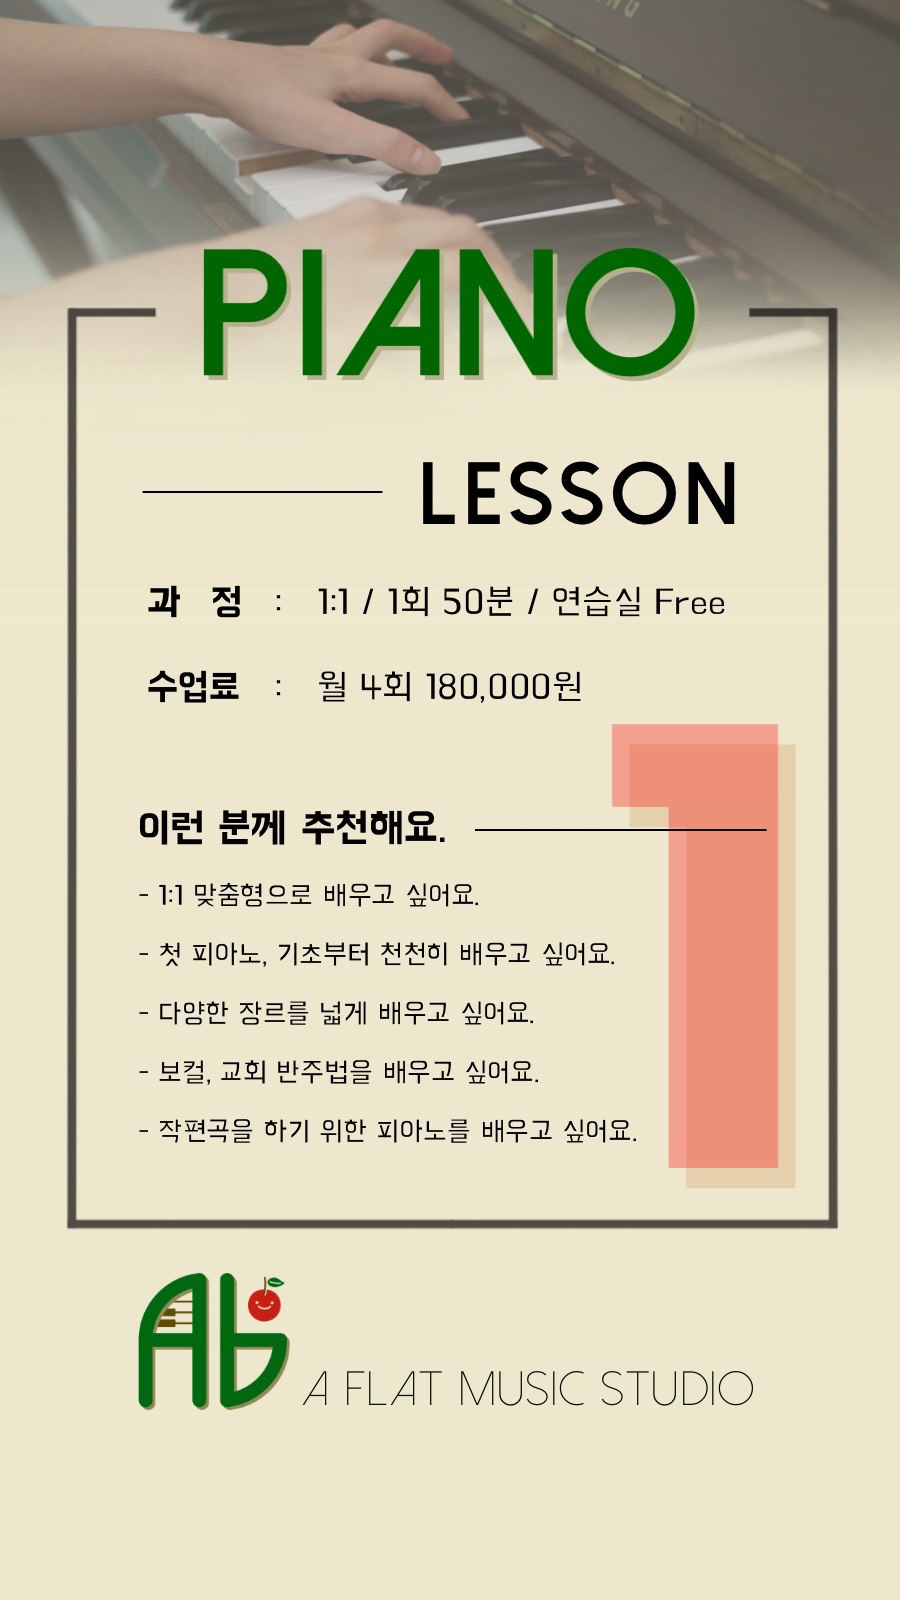 PIANO
LESSON
과 정 : 1:1 / 1회 50분 / 연습실 Free
수업료 : 월 4회 180,000원
1
이런 분께 추천해요.
- 1:1 맞춤형으로 배우고 싶어요.
- 첫 피아노, 기초부터 천천히 배우고 싶어요.
- 다양한 장르를 넓게 배우고 싶어요.
- 보컬, 교회 반주법을 배우고 싶어요.
- 작편곡을 하기 위한 피아노를 배우고 싶어요.
Ab
A FLAT MUSIC STUDIO